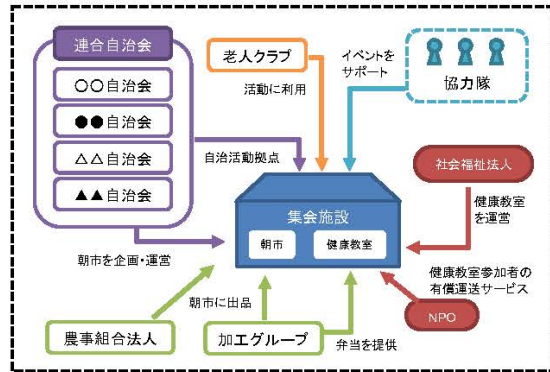 連合自治会
○○自治会
●●自治会
△△自治会
▲▲自治会
老人クラブ
活動に利用
イベントを
サポート
協力隊
自治活動拠点
社会福祉法人
健康教室
を運営
集会施設
朝市
健康教室
朝市を企画・運営
健康教室参加者の
有償運送サービス
NPO
朝市に出品
農事組合法人
加工グループ
弁当を提供